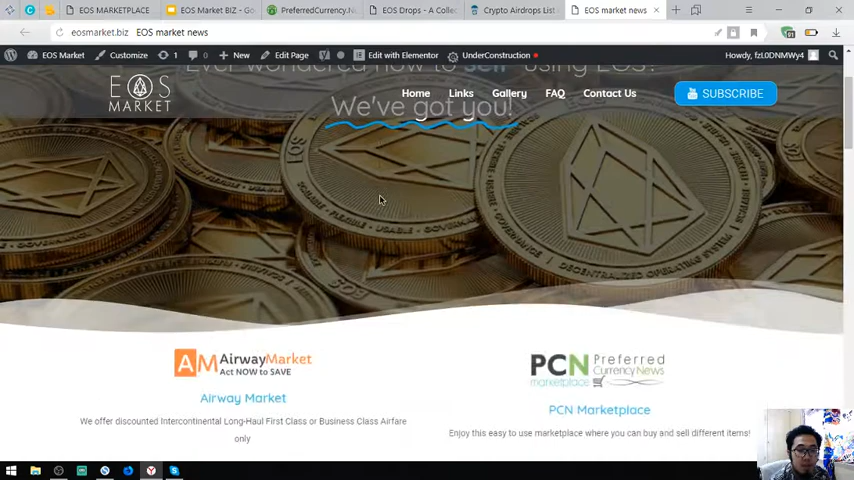 EOS MARKETPLACE
EOS Market BIZ - Go
PreferredCurrency.N
EOS Drops - A Collec
Crypto Airdrops List
EOS market news
eosmarket.biz EOS market news
EOS Market
Customize
1
New
Edit Page
Edit with Elementor
UnderConstruction
Howdy, fzL0DNMWy4
Ever wondered how to sell using EOS?
We've got you!
EOS
MARKET
Home
Links
Gallery
FAQ
Contact Us
SUBSCRIBE
AM AirwayMarket
Act NOW to SAVE
PCN Preferred
Currency News
marketplace
Airway Market
PCN Marketplace
We offer discounted Intercontinental Long-Haul First Class or Business Class Airfare
only
Enjoy this easy to use marketplace where you can buy and sell different items!